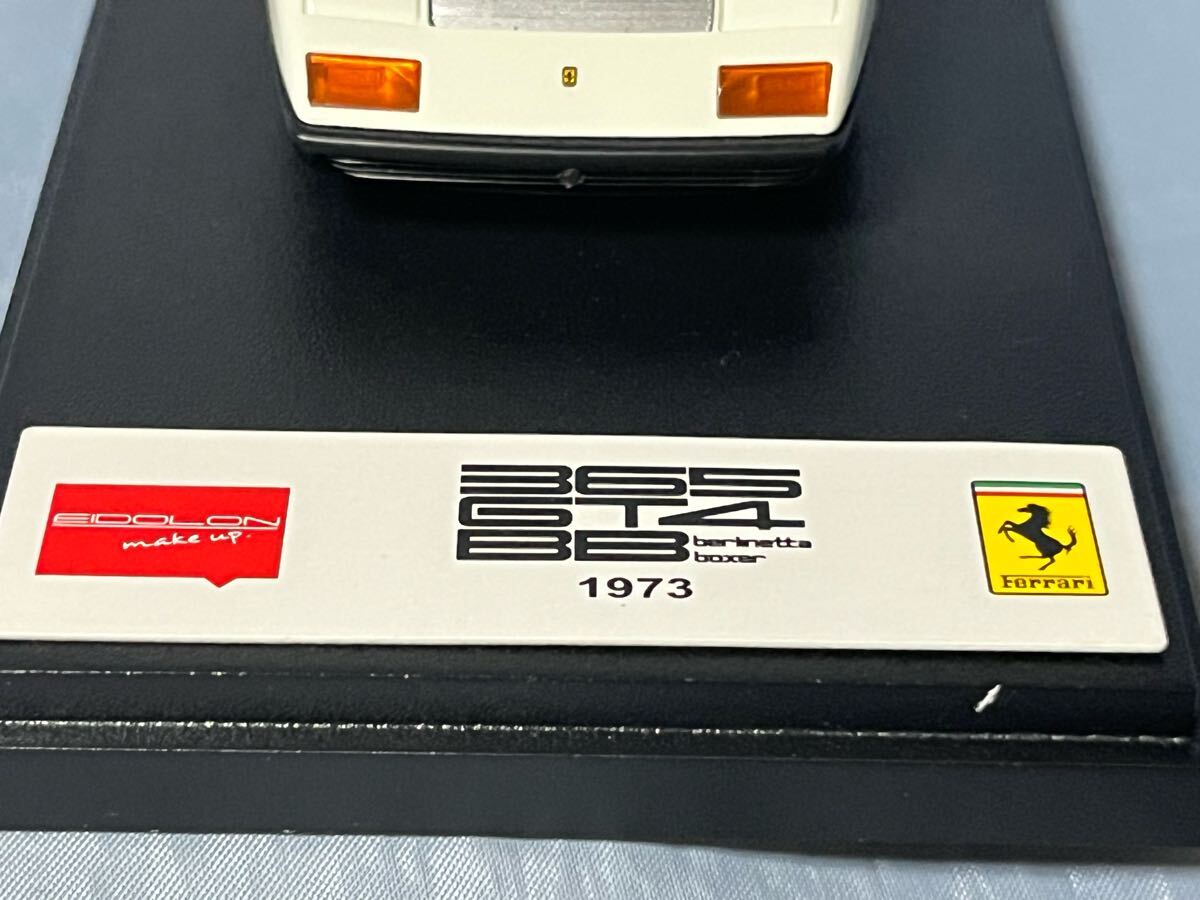 EIDOLON
make up.
365
GT4
BB berlinetta
boxer
1973
Ferrari